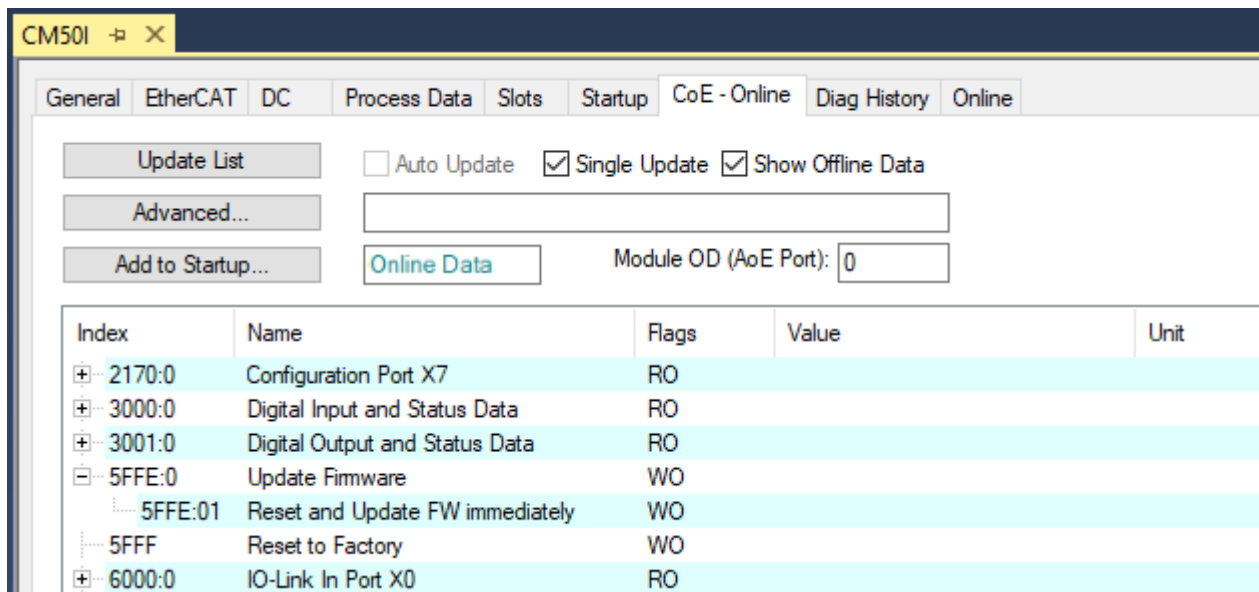 CM50I
General EtherCAT DC Process Data Slots Startup CoE - Online Diag History Online
Update List Auto Update Single Update Show Offline Data
Advanced...
Add to Startup... Online Data Module OD (AoE Port): 0
Index Name Flags Value Unit
2170:0 Configuration Port X7 RO
3000:0 Digital Input and Status Data RO
3001:0 Digital Output and Status Data RO
5FFE:0 Update Firmware WO
5FFE:01 Reset and Update FW immediately WO
5FFF Reset to Factory WO
6000:0 IO-Link In Port X0 RO